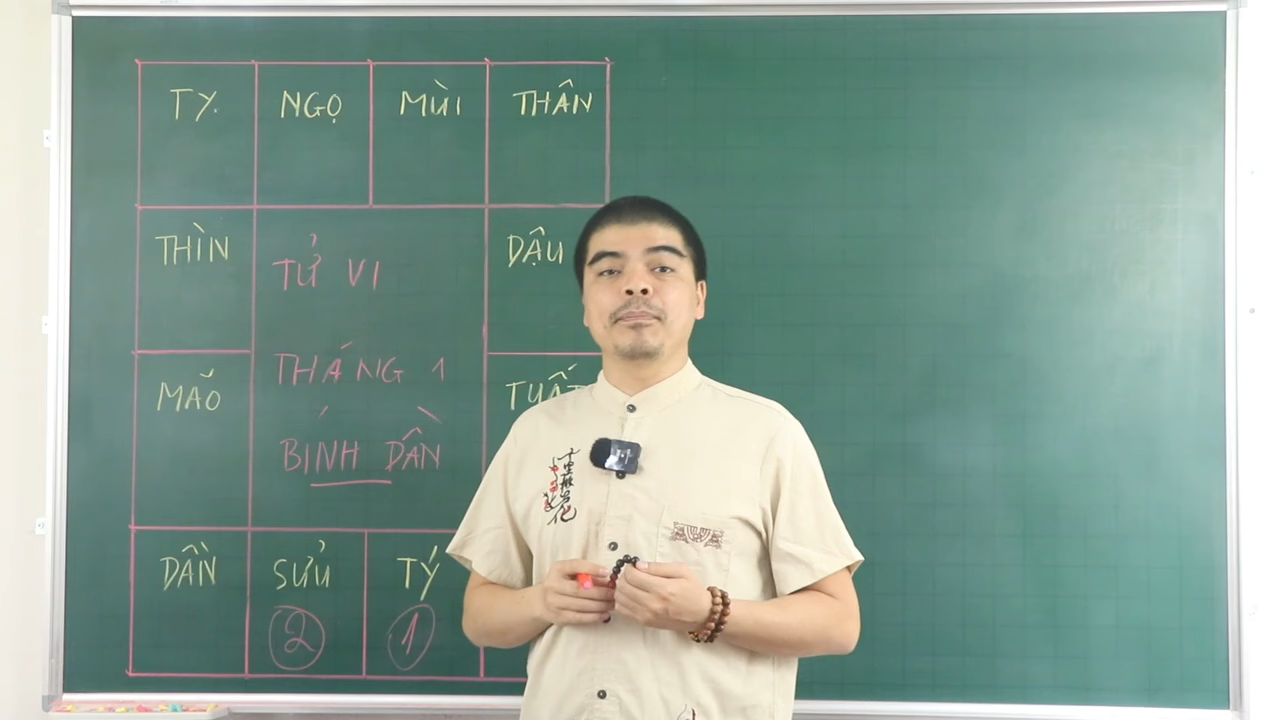 TỴ NGỌ MÙI THÂN
THÌN DẬU
TỬ VI
THÁNG 1
MÃO
BÍNH DẦN
DẦN SỬU TÝ
2 1